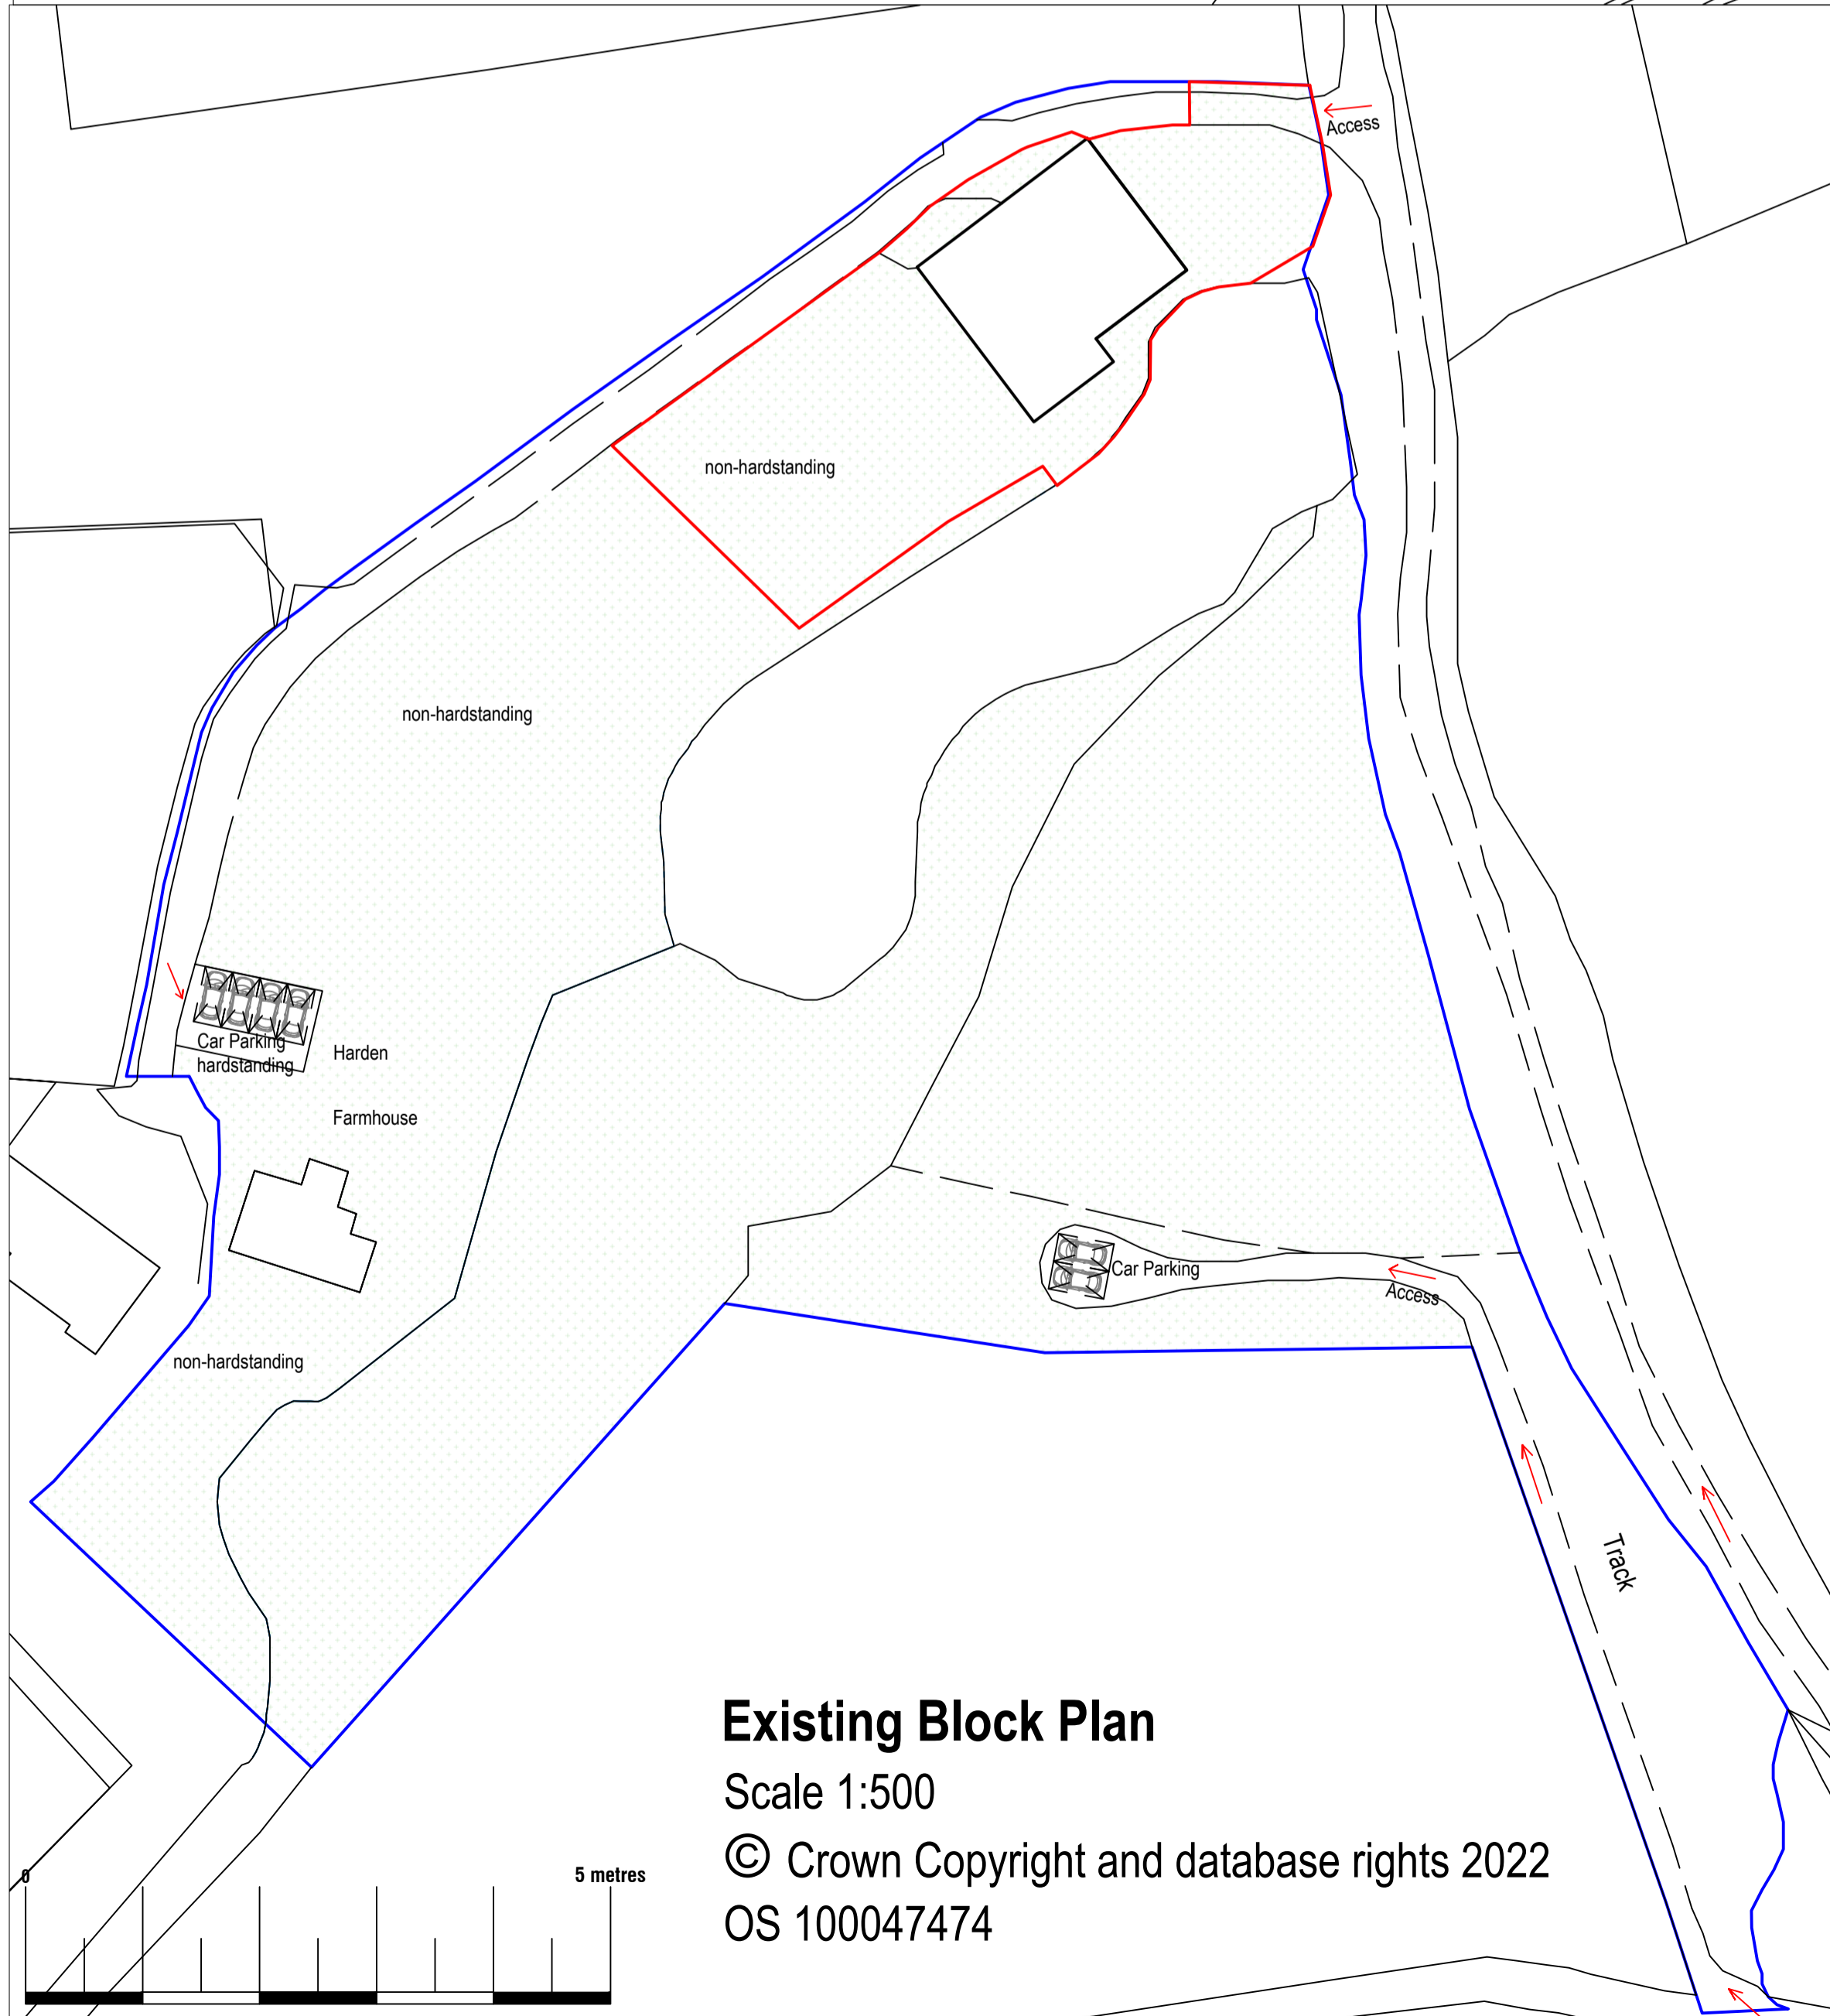 Access
non-hardstanding
non-hardstanding
Car Parking
hardstanding
Harden
Farmhouse
Car Parking
Access
non-hardstanding
Track
Existing Block Plan
Scale 1:500
© Crown Copyright and database rights 2022
OS 100047474
0
5 metres